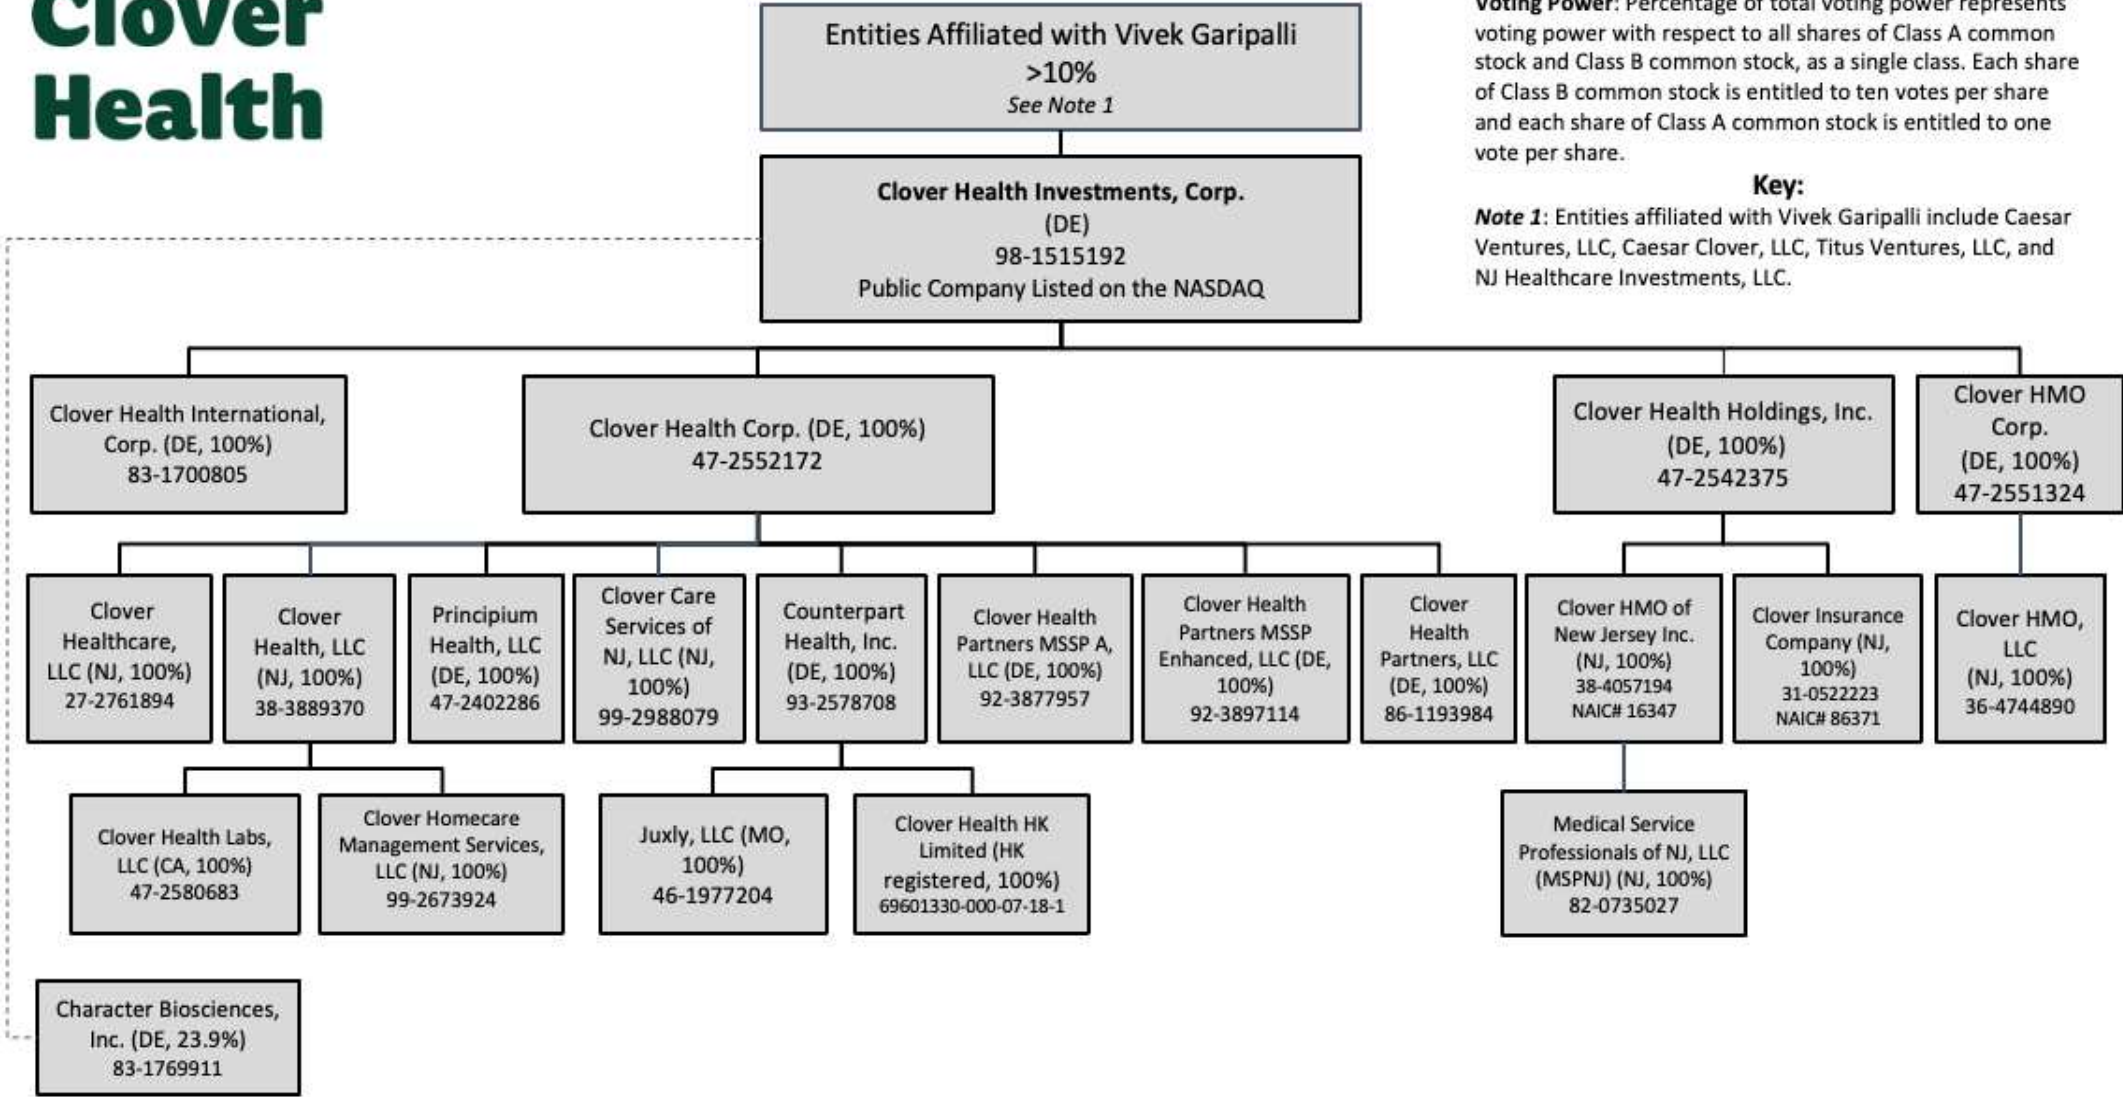 Clover
Health
Entities Affiliated with Vivek Garipalli
>10%
See Note 1
Voting Power: Percentage of total voting power represents
voting power with respect to all shares of Class A common
stock and Class B common stock, as a single class. Each share
of Class B common stock is entitled to ten votes per share
and each share of Class A common stock is entitled to one
vote per share.
Key:
Note 1: Entities affiliated with Vivek Garipalli include Caesar
Ventures, LLC, Caesar Clover, LLC, Titus Ventures, LLC, and
NJ Healthcare Investments, LLC.
Clover Health Investments, Corp.
(DE)
98-1515192
Public Company Listed on the NASDAQ
Clover Health International,
Corp. (DE, 100%)
83-1700805
Clover Health Corp. (DE, 100%)
47-2552172
Clover Health Holdings, Inc.
(DE, 100%)
47-2542375
Clover HMO
Corp.
(DE, 100%)
47-2551324
Clover
Healthcare,
LLC (NJ, 100%)
27-2761894
Clover
Health, LLC
(NJ, 100%)
38-3889370
Principium
Health, LLC
(DE, 100%)
47-2402286
Clover Care
Services of
NJ, LLC (NJ,
100%)
99-2988079
Counterpart
Health, Inc.
(DE, 100%)
93-2578708
Clover Health
Partners MSSP A,
LLC (DE, 100%)
92-3877957
Clover Health
Partners MSSP
Enhanced, LLC (DE,
100%)
92-3897114
Clover
Health
Partners, LLC
(DE, 100%)
86-1193984
Clover HMO of
New Jersey Inc.
(NJ, 100%)
38-4057194
NAIC# 16347
Clover Insurance
Company (NJ,
100%)
31-0522223
NAIC# 86371
Clover HMO,
LLC
(NJ, 100%)
36-4744890
Clover Health Labs,
LLC (CA, 100%)
47-2580683
Clover Homecare
Management Services,
LLC (NJ, 100%)
99-2673924
Juxly, LLC (MO,
100%)
46-1977204
Clover Health HK
Limited (HK
registered, 100%)
69601330-000-07-18-1
Medical Service
Professionals of NJ, LLC
(MSPNJ) (NJ, 100%)
82-0735027
Character Biosciences,
Inc. (DE, 23.9%)
83-1769911